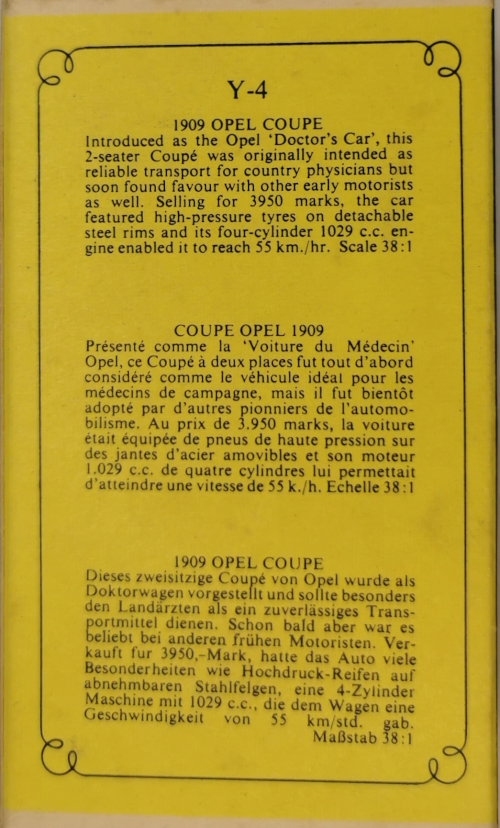 Y-4
1909 OPEL COUPE
Introduced as the Opel ‘Doctor’s Car’, this
2-seater Coupé was originally intended as
reliable transport for country physicians but
soon found favour with other early motorists
as well. Selling for 3950 marks, the car
featured high-pressure tyres on detachable
steel rims and its four-cylinder 1029 c.c. en-
gine enabled it to reach 55 km./hr. Scale 38:1
COUPE OPEL 1909
Présenté comme la ‘Voiture du Médecin’
Opel, ce Coupé à deux places fut tout d’abord
considéré comme le véhicule idéal pour les
médecins de campagne, mais il fut bientôt
adopté par d’autres pionniers de l’automo-
bilisme. Au prix de 3.950 marks, la voiture
était équipée de pneus de haute pression sur
des jantes d’acier amovibles et son moteur
1.029 c.c. de quatre cylindres lui permettait
d’atteindre une vitesse de 55 k./h. Echelle 38:1
1909 OPEL COUPE
Dieses zweisitzige Coupé von Opel wurde als
Doktorwagen vorgestellt und sollte besonders
den Landärzten als ein zuverlässiges Trans-
portmittel dienen. Schon bald aber war es
beliebt bei anderen frühen Motoristen. Ver-
kauft fur 3950,-Mark, hatte das Auto viele
Besonderheiten wie Hochdruck-Reifen auf
abnehmbaren Stahlfelgen, eine 4-Zylinder
Maschine mit 1029 c.c., die dem Wagen eine
Geschwindigkeit von 55 km/std. gab.
Maßstab 38:1